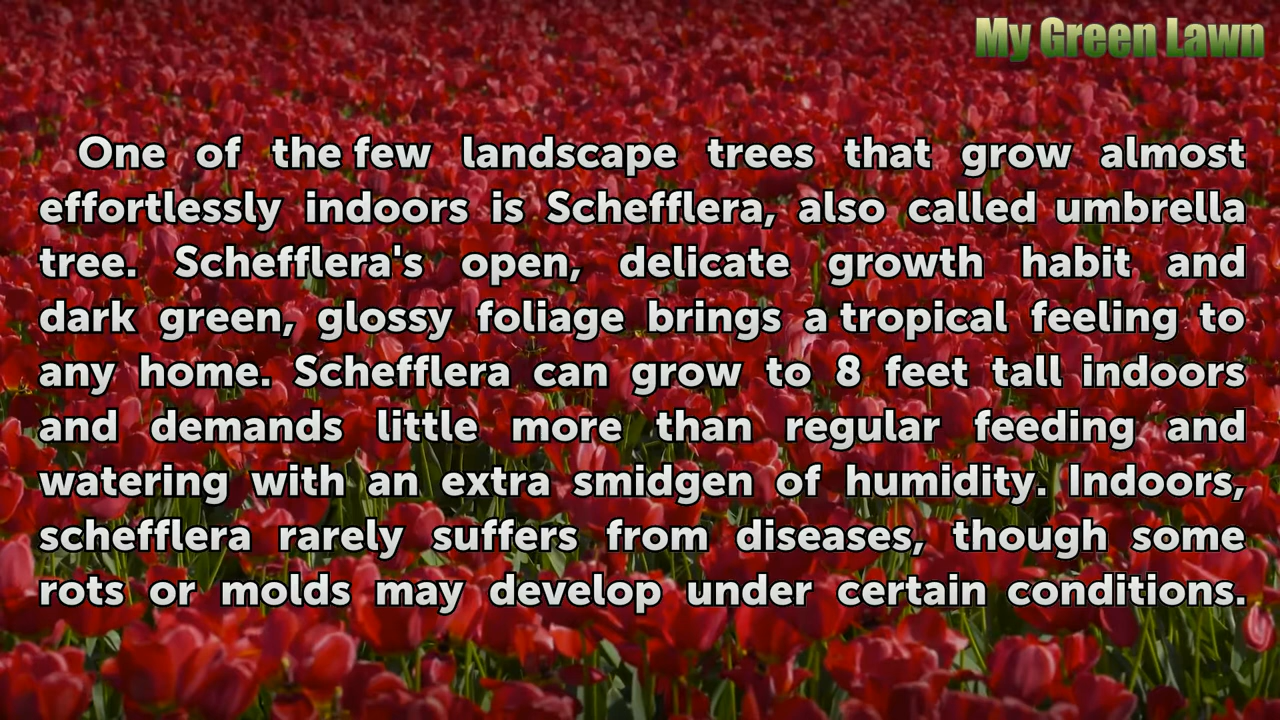 My Green Lawn
One of the few landscape trees that grow almost
effortlessly indoors is Schefflera, also called umbrella
tree. Schefflera's open, delicate growth habit and
dark green, glossy foliage brings a tropical feeling to
any home. Schefflera can grow to 8 feet tall indoors
and demands little more than regular feeding and
watering with an extra smidgen of humidity. Indoors,
schefflera rarely suffers from diseases, though some
rots or molds may develop under certain conditions.